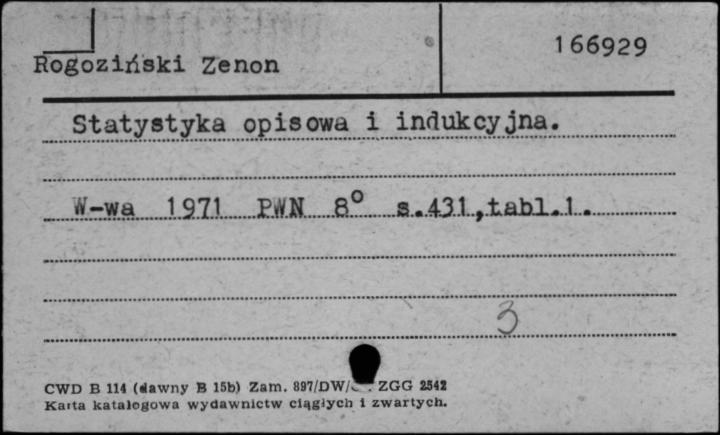 166929
Rogoziński Zenon
Statystyka opisowa i indukcyjna.
W-wa 1971 PWN 8° s.431,tabl.1.
3
CWD B 114 (dawny B 15b) Zam. 897/DW/ ZGG 2542
Karta katalogowa wydawnictw ciągłych i zwartych.